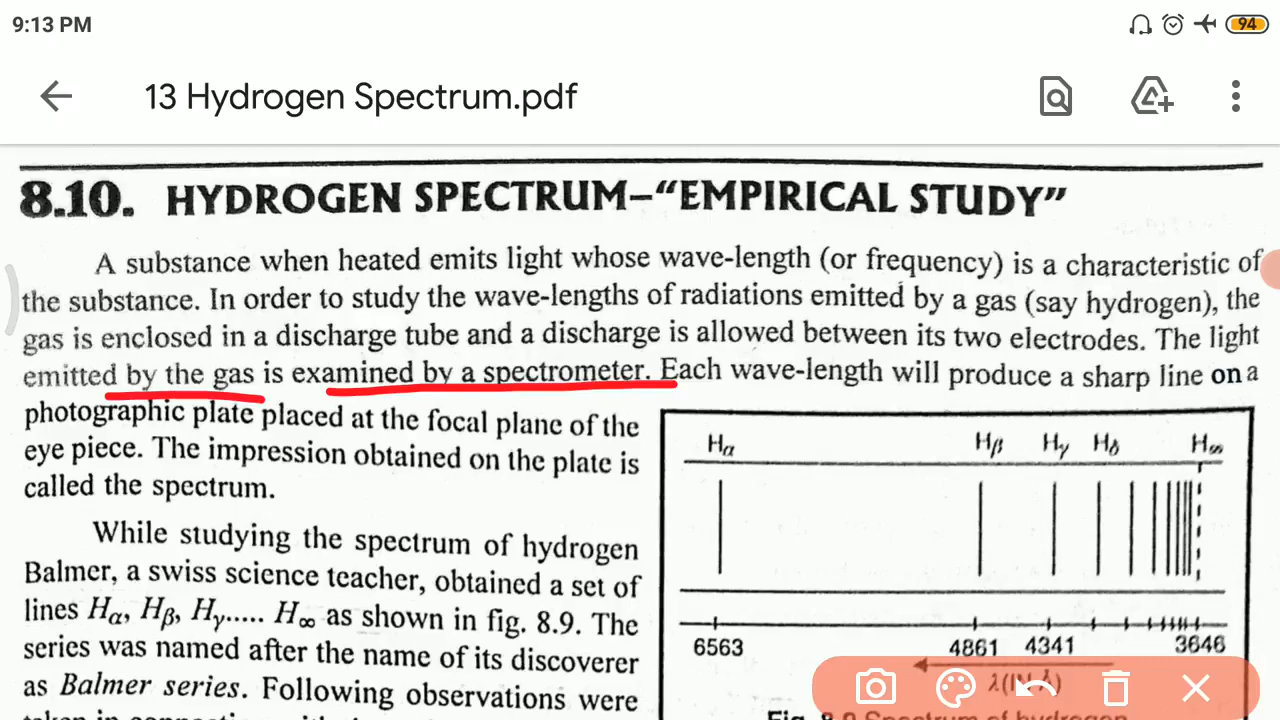 9:13 PM
94
13 Hydrogen Spectrum.pdf
8.10. HYDROGEN SPECTRUM–“EMPIRICAL STUDY”
A substance when heated emits light whose wave-length (or frequency) is a characteristic of
the substance. In order to study the wave-lengths of radiations emitted by a gas (say hydrogen), the
gas is enclosed in a discharge tube and a discharge is allowed between its two electrodes. The light
emitted by the gas is examined by a spectrometer. Each wave-length will produce a sharp line on a
photographic plate placed at the focal plane of the
eye piece. The impression obtained on the plate is
called the spectrum.
While studying the spectrum of hydrogen
Balmer, a swiss science teacher, obtained a set of
lines Hα, Hβ, Hγ..... H∞ as shown in fig. 8.9. The
series was named after the name of its discoverer
as Balmer series. Following observations were
Hα Hβ Hγ Hδ H∞
6563 4861 4341 3646
λ(IN Å)
Fig. 8.9 Spectrum of hydrogen